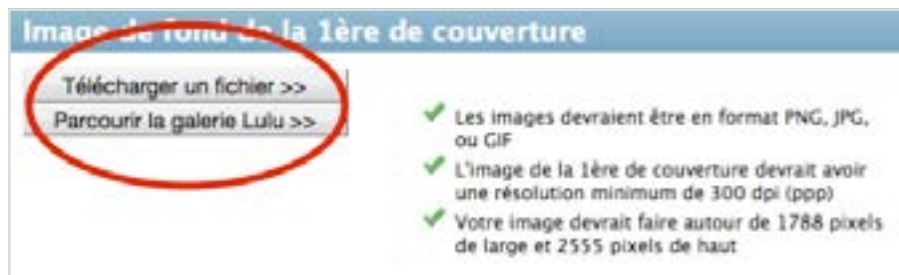 Image de fond de la 1ère de couverture
Télécharger un fichier >>
Parcourir la galerie Lulu >>
Les images devraient être en format PNG, JPG,
ou GIF
L'image de la 1ère de couverture devrait avoir
une résolution minimum de 300 dpi (ppp)
Votre image devrait faire autour de 1788 pixels
de large et 2555 pixels de haut